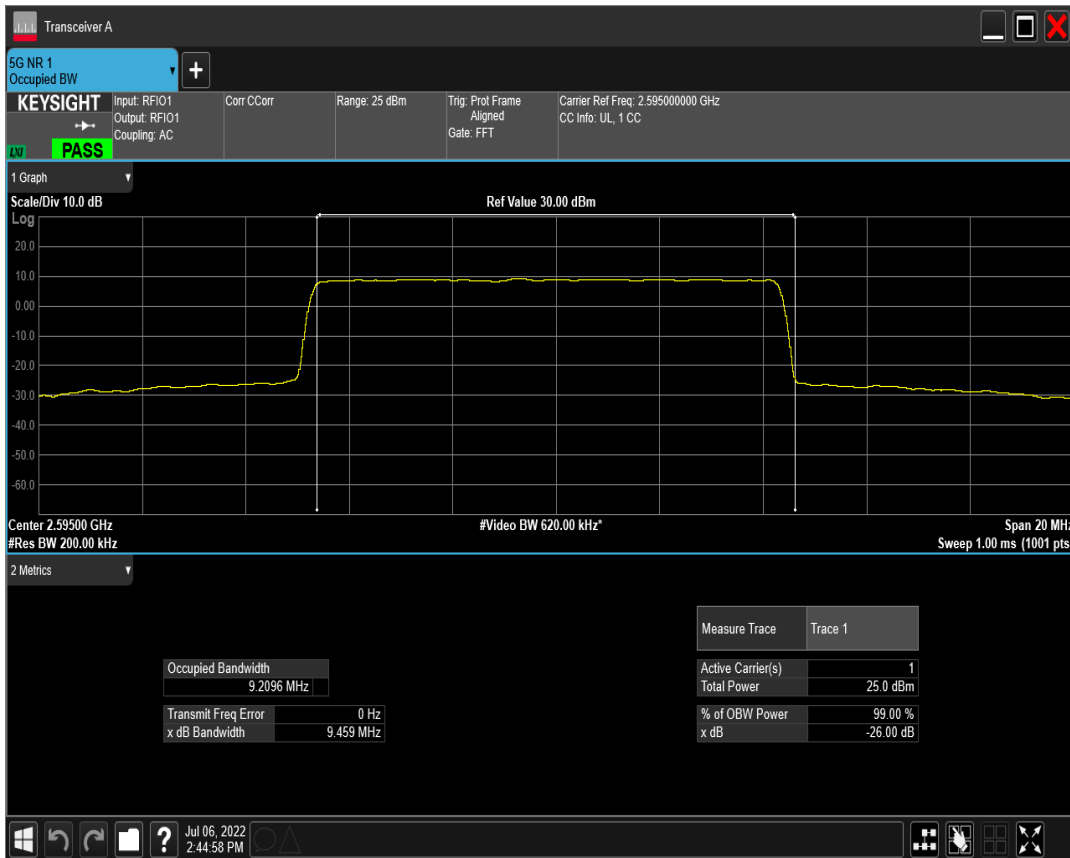 Transceiver A
5G NR 1
Occupied BW
+
KEYSIGHT
LXI
PASS
Input: RFIO1
Output: RFIO1
Coupling: AC
Corr CCorr
Range: 25 dBm
Trig: Prot Frame
Aligned
Gate: FFT
Carrier Ref Freq: 2.595000000 GHz
CC Info: UL, 1 CC
1 Graph
Scale/Div 10.0 dB
Ref Value 30.00 dBm
Log
20.0
10.0
0.00
-10.0
-20.0
-30.0
-40.0
-50.0
-60.0
Center 2.59500 GHz
#Video BW 620.00 kHz*
Span 20 MHz
#Res BW 200.00 kHz
Sweep 1.00 ms (1001 pts
2 Metrics
Measure Trace Trace 1
Occupied Bandwidth
9.2096 MHz
Active Carrier(s) 1
Total Power 25.0 dBm
Transmit Freq Error 0 Hz
x dB Bandwidth 9.459 MHz
% of OBW Power 99.00 %
x dB -26.00 dB
?
Jul 06, 2022
2:44:58 PM